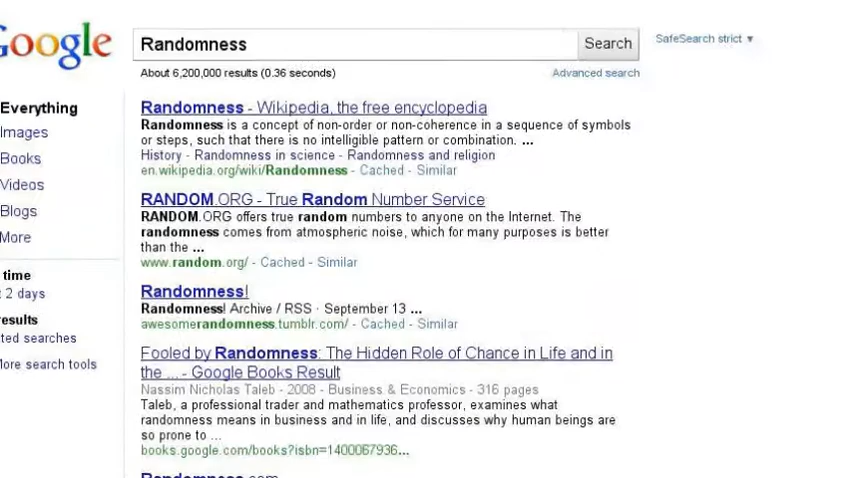 Google
Randomness
Search
SafeSearch strict ▼
About 6,200,000 results (0.36 seconds)
Advanced search
Everything
Images
Books
Videos
Blogs
More
time
2 days
results
ted searches
More search tools
Randomness - Wikipedia, the free encyclopedia
Randomness is a concept of non-order or non-coherence in a sequence of symbols
or steps, such that there is no intelligible pattern or combination. ...
History - Randomness in science - Randomness and religion
en.wikipedia.org/wiki/Randomness - Cached - Similar
RANDOM.ORG - True Random Number Service
RANDOM.ORG offers true random numbers to anyone on the Internet. The
randomness comes from atmospheric noise, which for many purposes is better
than the ...
www.random.org/ - Cached - Similar
Randomness!
Randomness! Archive / RSS · September 13 ...
awesomerandomness.tumblr.com/ - Cached - Similar
Fooled by Randomness: The Hidden Role of Chance in Life and in
the ... - Google Books Result
Nassim Nicholas Taleb - 2008 - Business & Economics - 316 pages
Taleb, a professional trader and mathematics professor, examines what
randomness means in business and in life, and discusses why human beings are
so prone to ...
books.google.com/books?isbn=1400067936...
Randomness.com